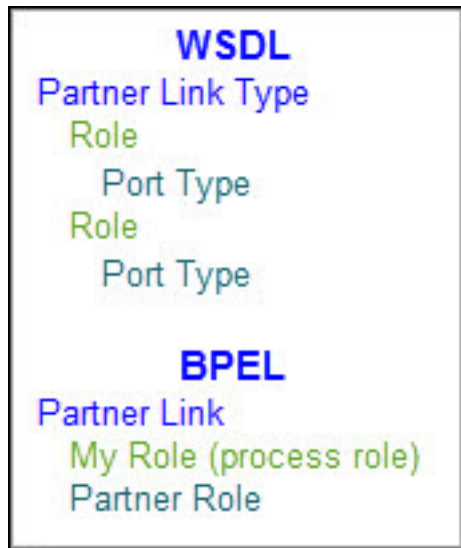 WSDL
Partner Link Type
Role
Port Type
Role
Port Type
BPEL
Partner Link
My Role (process role)
Partner Role